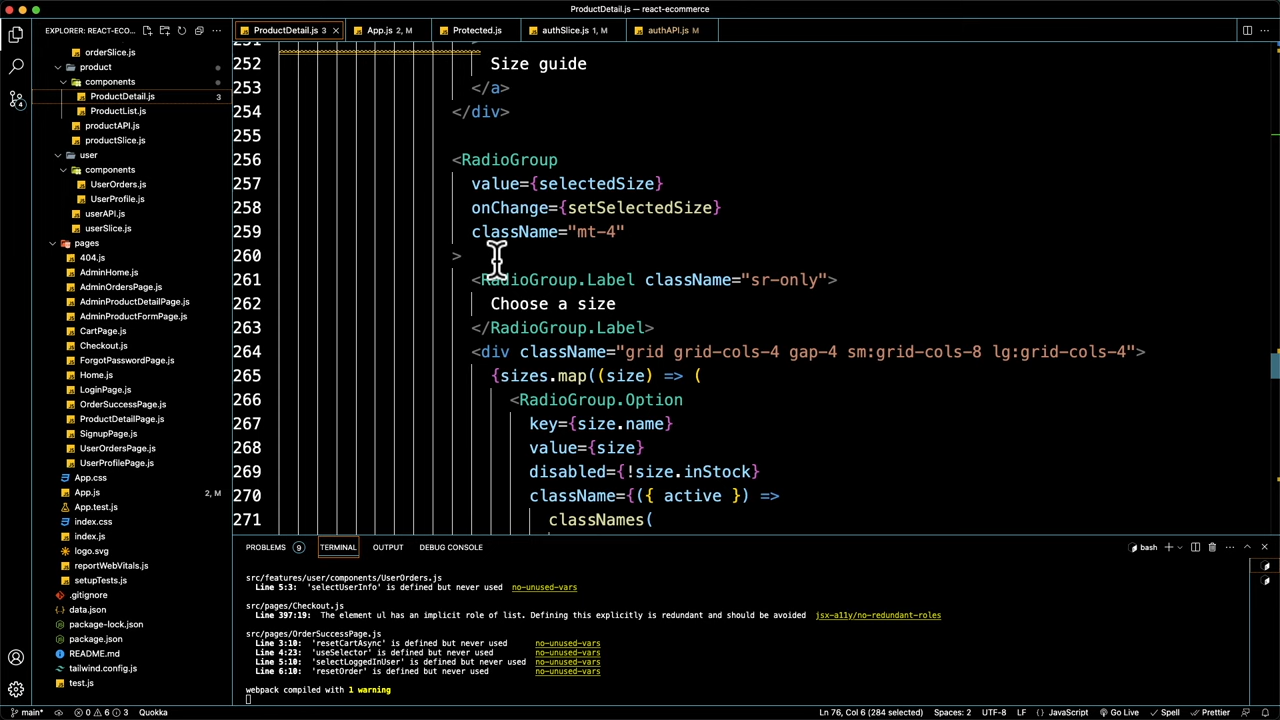 ProductDetail.js — react-ecommerce
EXPLORER: REACT-ECO...
ProductDetail.js 3
App.js 2, M
Protected.js
authSlice.js 1, M
authAPI.js M
orderSlice.js
product
components
ProductDetail.js 3
ProductList.js
productAPI.js
productSlice.js
user
components
UserOrders.js
UserProfile.js
userAPI.js
userSlice.js
pages
404.js
AdminHome.js
AdminOrdersPage.js
AdminProductDetailPage.js
AdminProductFormPage.js
CartPage.js
Checkout.js
ForgotPasswordPage.js
Home.js
LoginPage.js
OrderSuccessPage.js
ProductDetailPage.js
SignupPage.js
UserOrdersPage.js
UserProfilePage.js
App.css
App.js 2, M
App.test.js
index.css
index.js
logo.svg
reportWebVitals.js
setupTests.js
.gitignore
data.json
package-lock.json
package.json
README.md
tailwind.config.js
test.js
252 Size guide
253 </a>
254 </div>
255
256 <RadioGroup
257 value={selectedSize}
258 onChange={setSelectedSize}
259 className="mt-4"
260 >
261 <RadioGroup.Label className="sr-only">
262 Choose a size
263 </RadioGroup.Label>
264 <div className="grid grid-cols-4 gap-4 sm:grid-cols-8 lg:grid-cols-4">
265 {sizes.map((size) => (
266 <RadioGroup.Option
267 key={size.name}
268 value={size}
269 disabled={!size.inStock}
270 className={({ active }) =>
271 classNames(
PROBLEMS 9 TERMINAL OUTPUT DEBUG CONSOLE
bash
src/features/user/components/UserOrders.js
Line 5:3: 'selectUserInfo' is defined but never used no-unused-vars
src/pages/Checkout.js
Line 397:19: The element ul has an implicit role of list. Defining this explicitly is redundant and should be avoided jsx-a11y/no-redundant-roles
src/pages/OrderSuccessPage.js
Line 3:10: 'resetCartAsync' is defined but never used no-unused-vars
Line 4:23: 'useSelector' is defined but never used no-unused-vars
Line 5:10: 'selectLoggedInUser' is defined but never used no-unused-vars
Line 6:10: 'resetOrder' is defined but never used no-unused-vars
webpack compiled with 1 warning
main* 0 6 3 Quokka
Ln 76, Col 6 (284 selected) Spaces: 2 UTF-8 LF { } JavaScript Go Live Spell Prettier